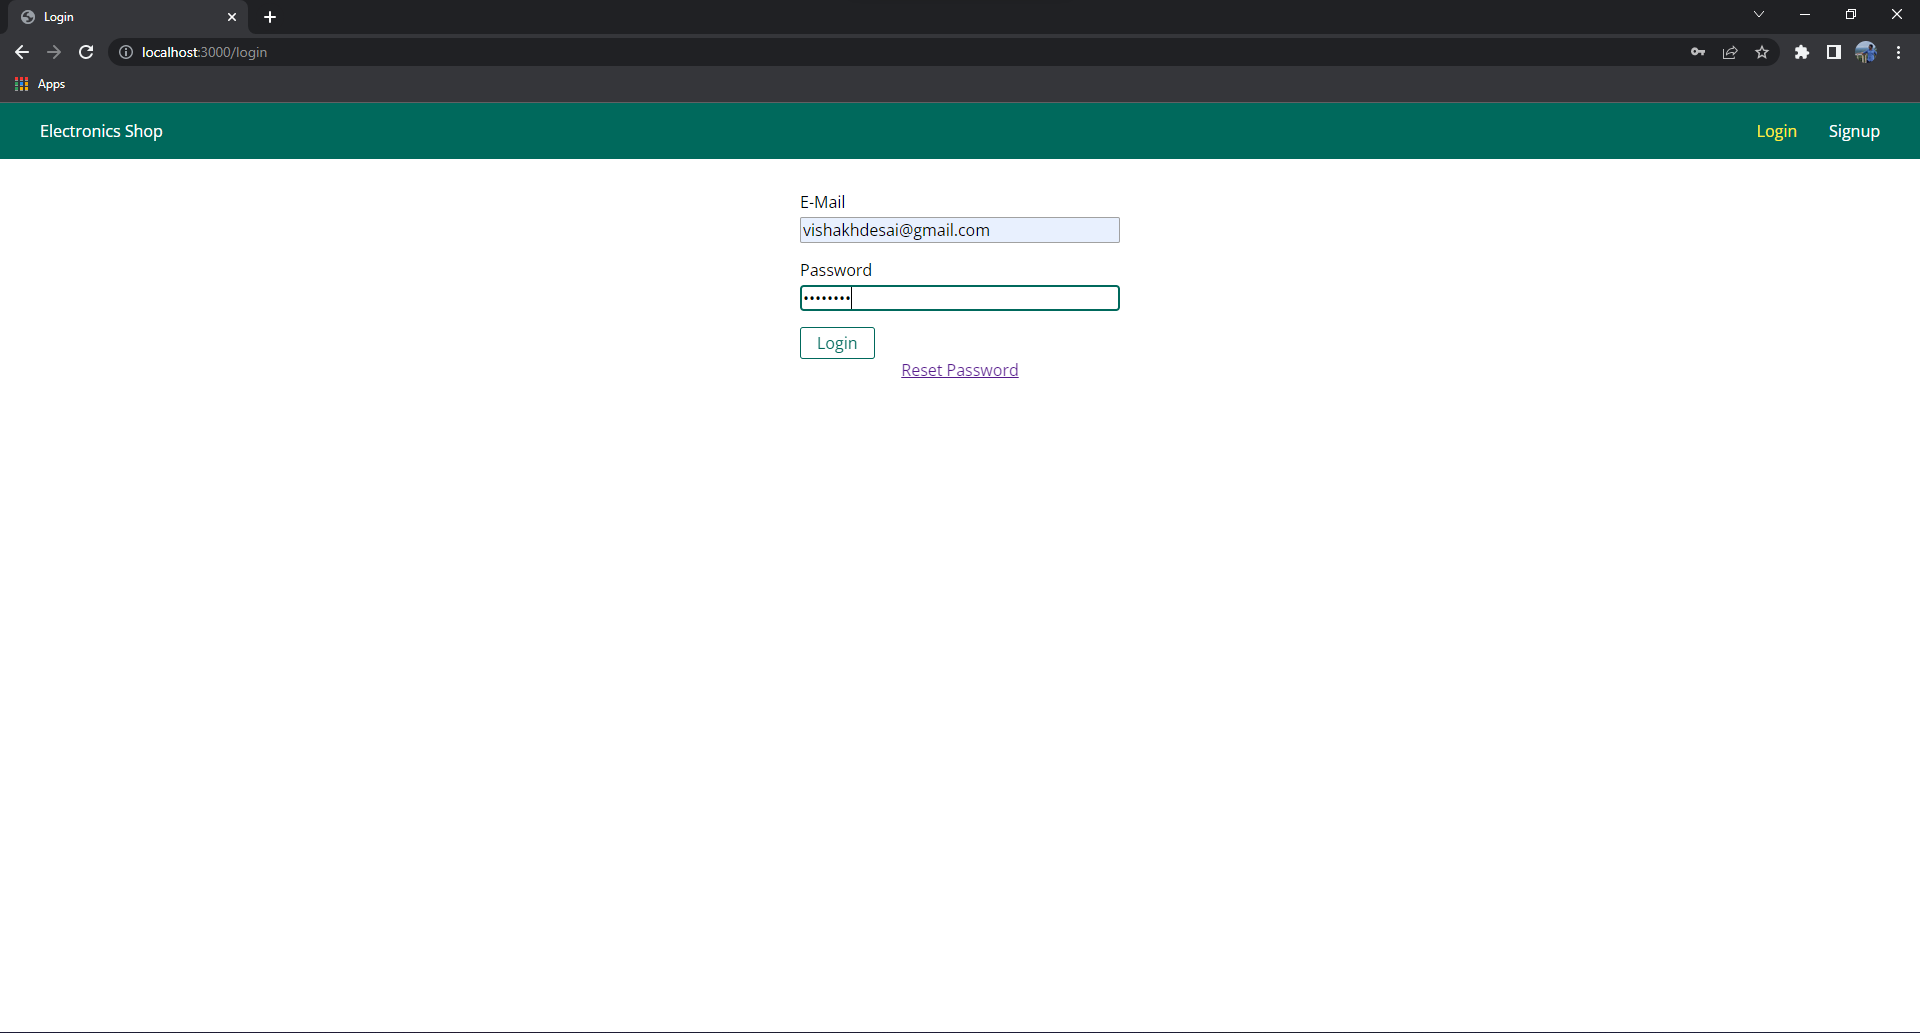 Login
localhost:3000/login
Apps
Electronics Shop
Login
Signup
E-Mail
vishakhdesai@gmail.com
Password
••••••••
Login
Reset Password